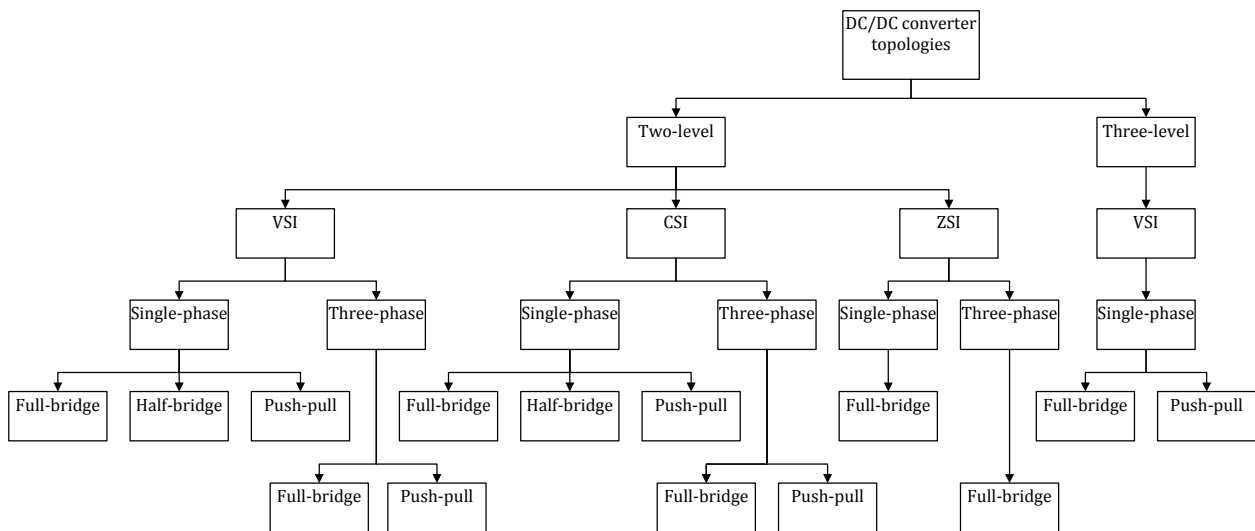 DC/DC converter
topologies
Two-level
Three-level
VSI
CSI
ZSI
VSI
Single-phase
Three-phase
Single-phase
Three-phase
Single-phase
Three-phase
Single-phase
Full-bridge
Half-bridge
Push-pull
Full-bridge
Half-bridge
Push-pull
Full-bridge
Full-bridge
Push-pull
Full-bridge
Push-pull
Full-bridge
Push-pull
Full-bridge